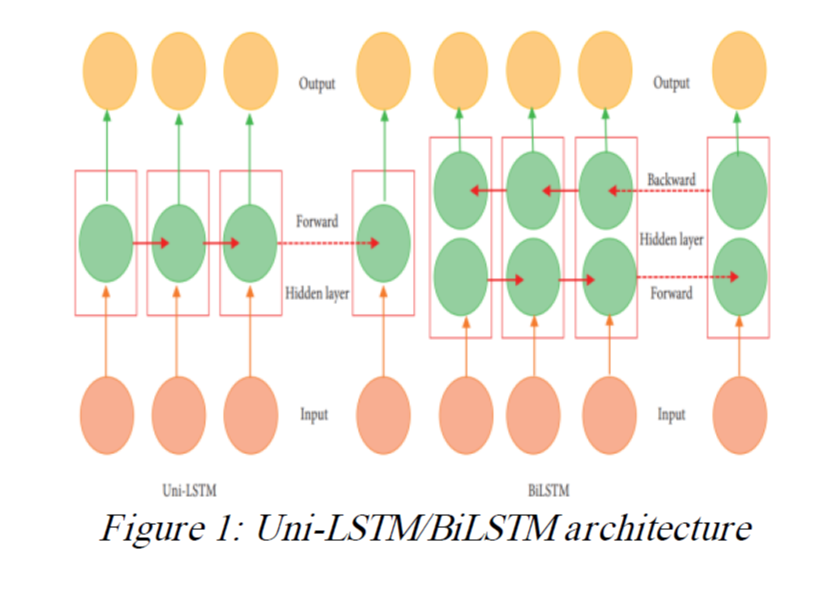 Output
Output
Backward
Forward
Hidden layer
Hidden layer
Forward
Input
Input
Uni-LSTM
BiLSTM
Figure 1: Uni-LSTM/BiLSTM architecture